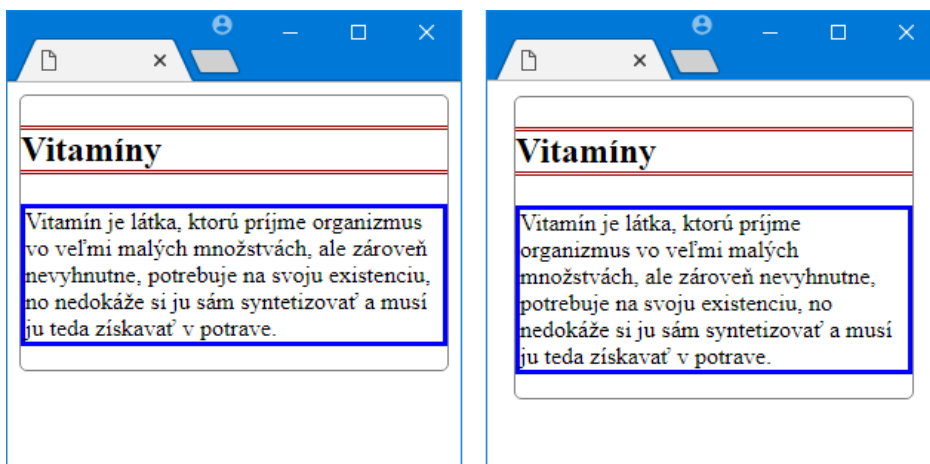 Vitamíny
Vitamín je látka, ktorú príjme organizmus
vo veľmi malých množstvách, ale zároveň
nevyhnutne, potrebuje na svoju existenciu,
no nedokáže si ju sám syntetizovať a musí
ju teda získavať v potrave.
Vitamíny
Vitamín je látka, ktorú príjme
organizmus vo veľmi malých
množstvách, ale zároveň nevyhnutne,
potrebuje na svoju existenciu, no
nedokáže si ju sám syntetizovať a musí
ju teda získavať v potrave.